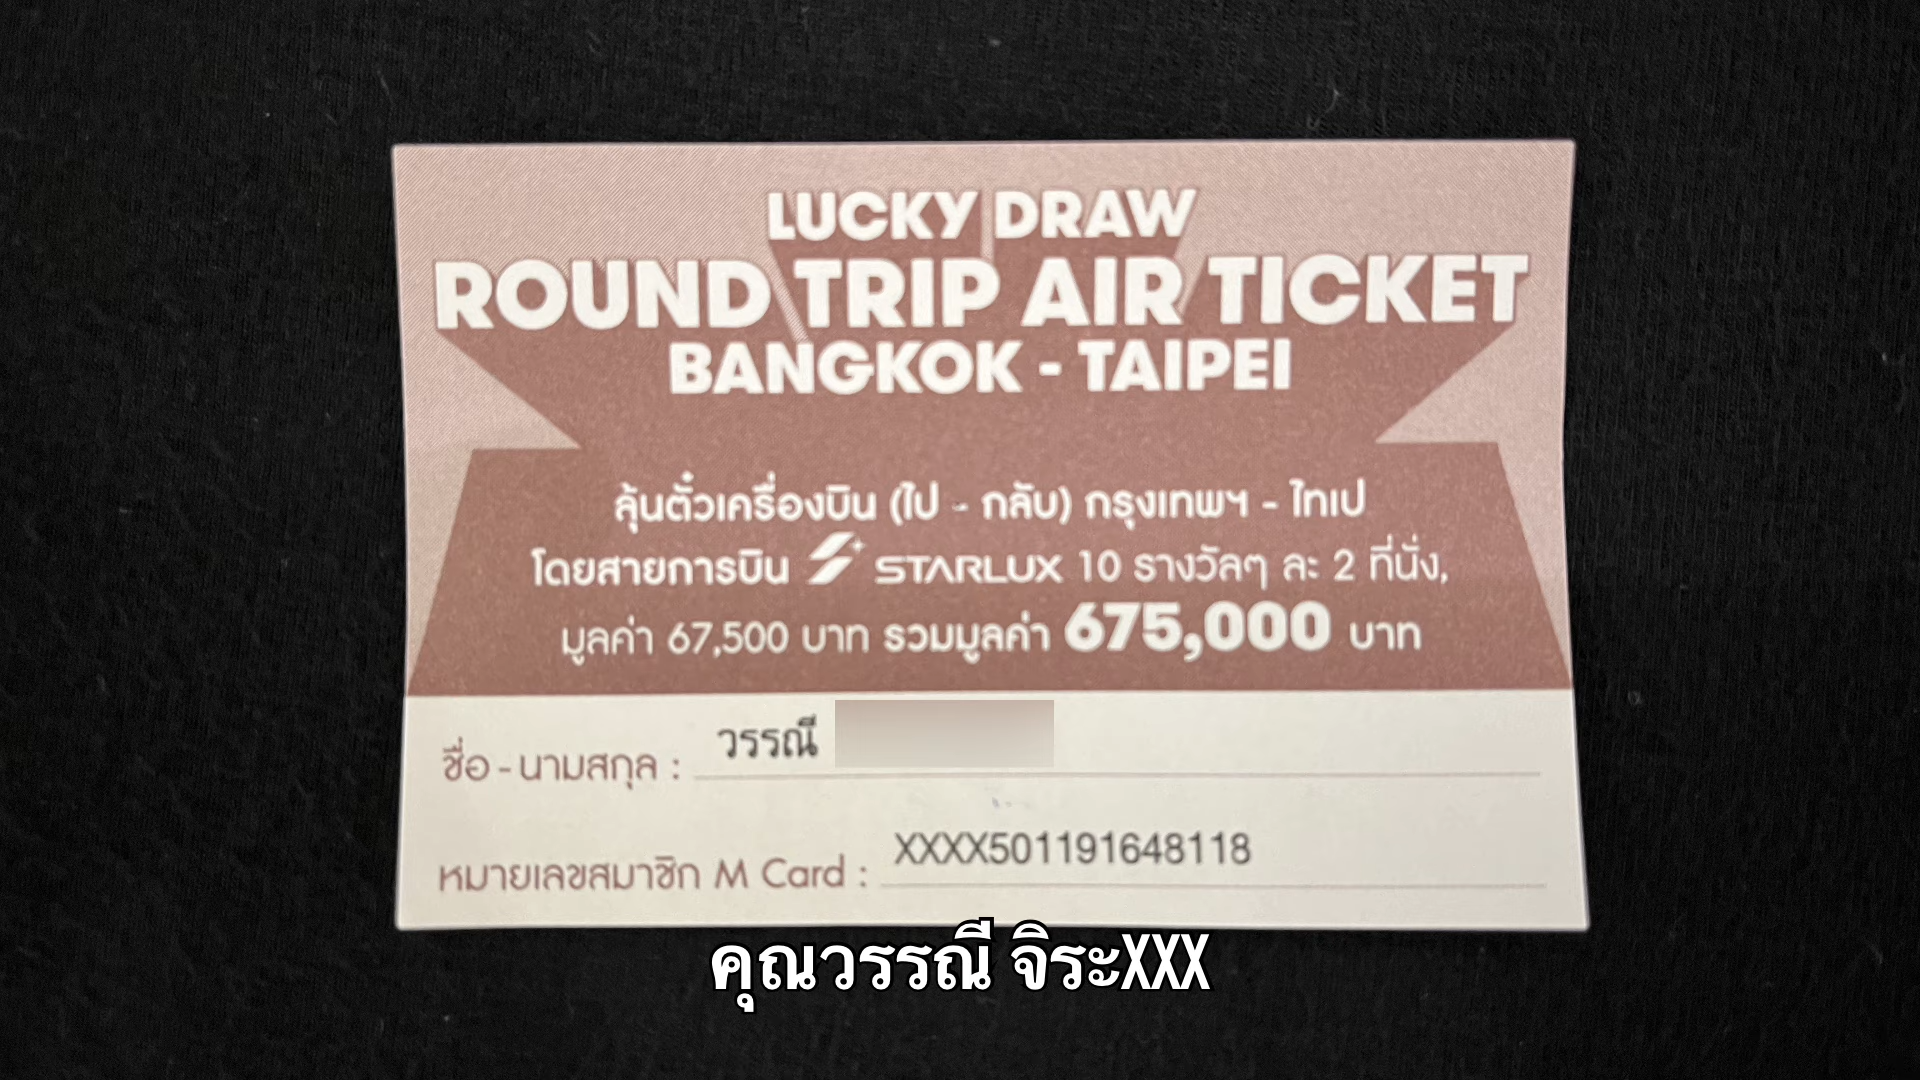 LUCKY DRAW
ROUND TRIP AIR TICKET
BANGKOK - TAIPEI
ลุ้นตั๋วเครื่องบิน (ไป - กลับ) กรุงเทพฯ - ไทเป
โดยสายการบิน STARLUX 10 รางวัลๆ ละ 2 ที่นั่ง,
มูลค่า 67,500 บาท รวมมูลค่า 675,000 บาท
ชื่อ - นามสกุล : วรรณี
หมายเลขสมาชิก M Card : XXXX501191648118
คุณวรรณี จิระXXX